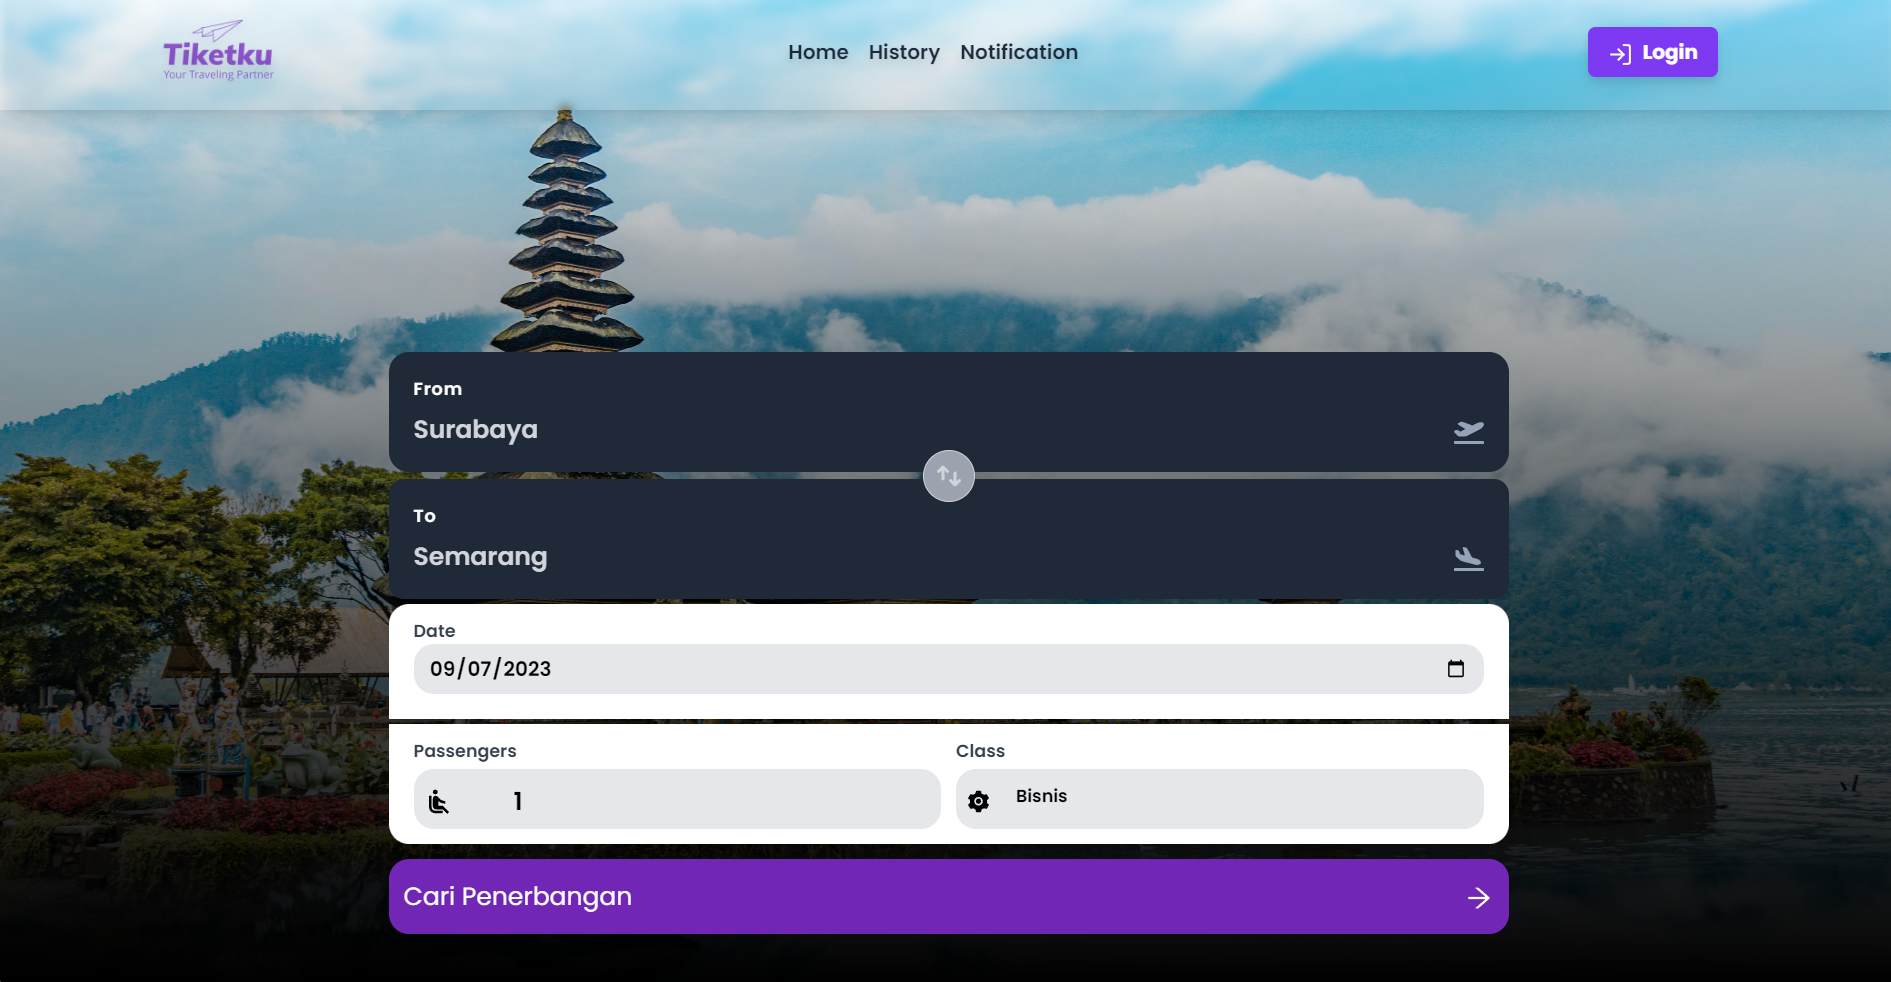 Tiketku
Your Traveling Partner
Home History Notification
Login
From
Surabaya
To
Semarang
Date
09/07/2023
Passengers
1
Class
Bisnis
Cari Penerbangan